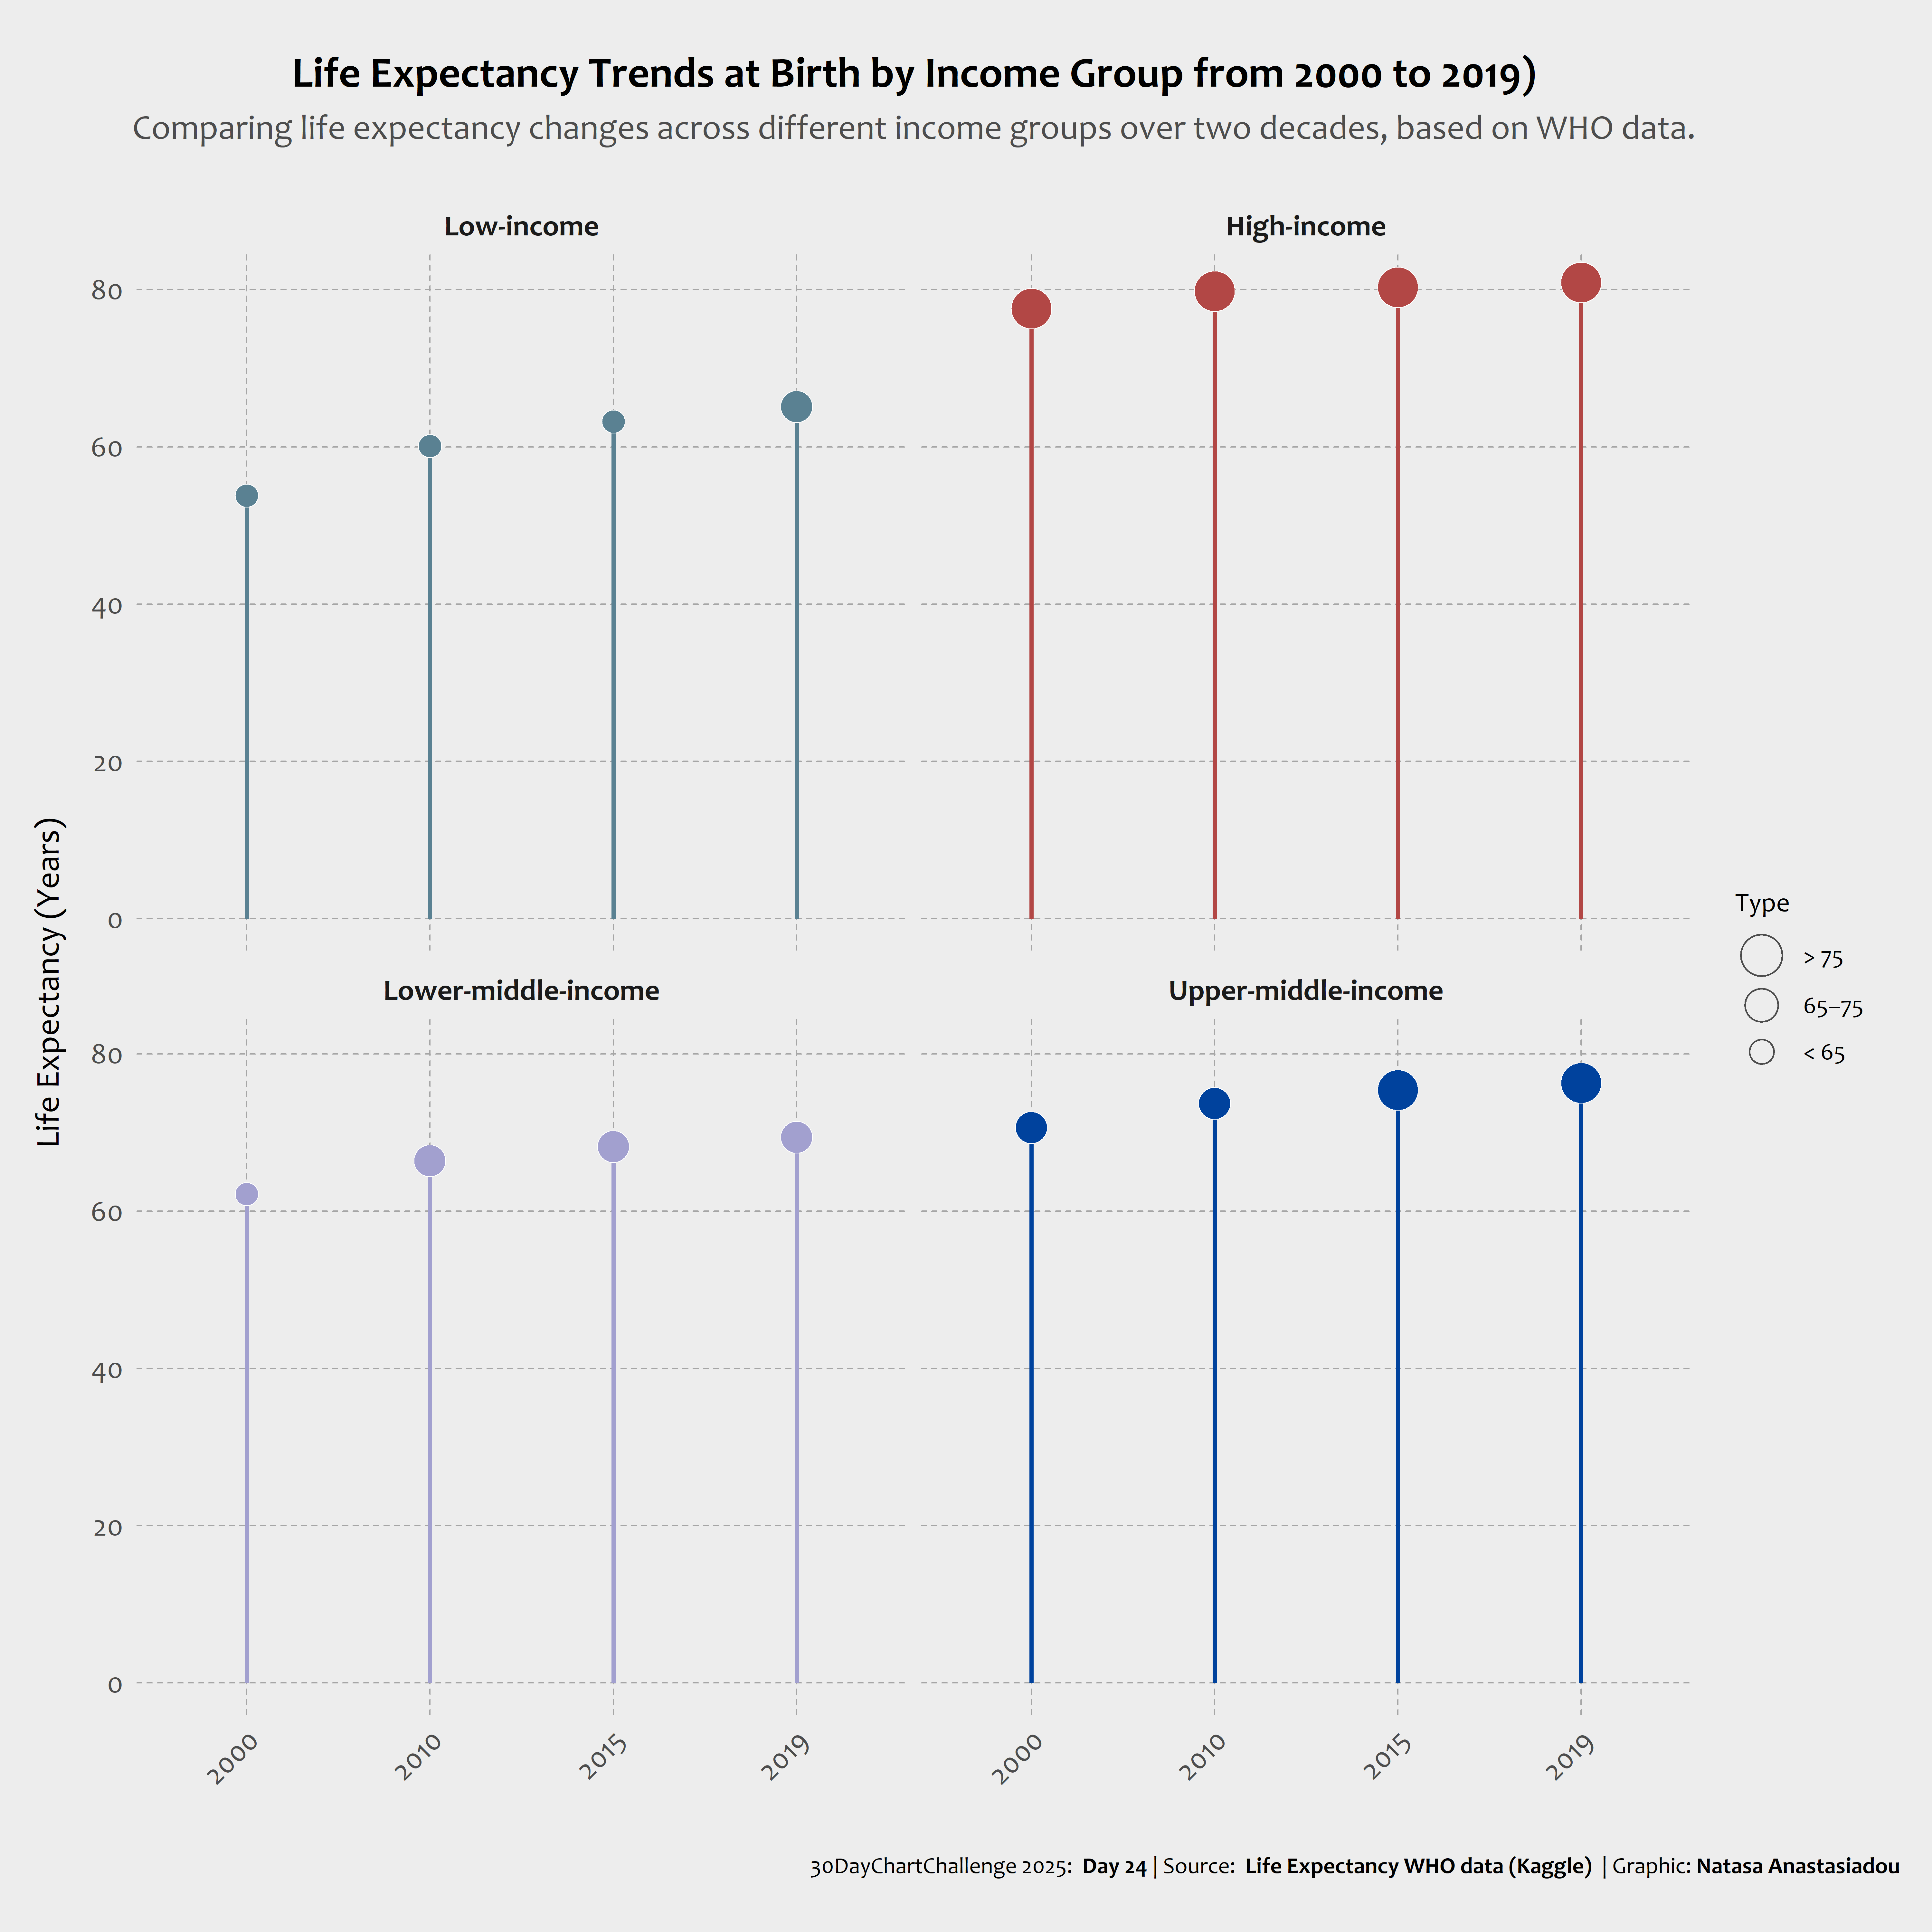 Life Expectancy Trends at Birth by Income Group from 2000 to 2019)
Comparing life expectancy changes across different income groups over two decades, based on WHO data.
Low-income
High-income
80
60
40
20
0
Life Expectancy (Years)
Lower-middle-income
Upper-middle-income
80
60
40
20
0
2000
2010
2015
2019
2000
2010
2015
2019
Type
> 75
65–75
< 65
30DayChartChallenge 2025: Day 24 | Source: Life Expectancy WHO data (Kaggle) | Graphic: Natasa Anastasiadou